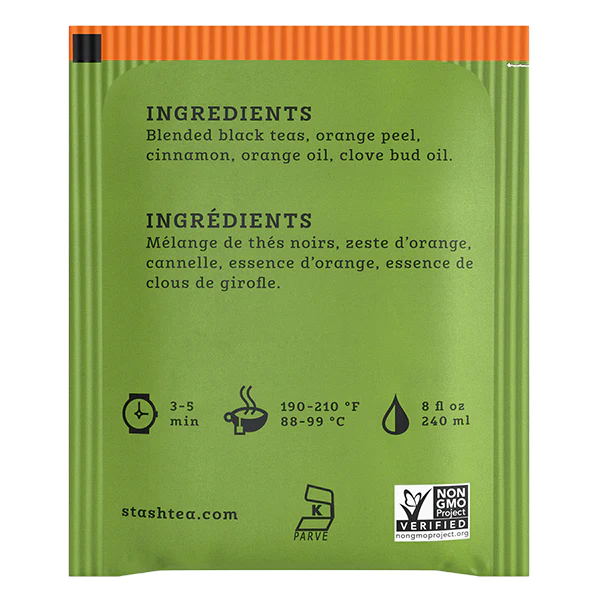 INGREDIENTS
Blended black teas, orange peel,
cinnamon, orange oil, clove bud oil.
INGRÉDIENTS
Mélange de thés noirs, zeste d'orange,
cannelle, essence d'orange, essence de
clous de girofle.
3-5
min
190-210 °F
88-99 °C
8 fl oz
240 ml
stashtea.com
K
PARVE
NON
GMO
Project
VERIFIED
nongmoproject.org